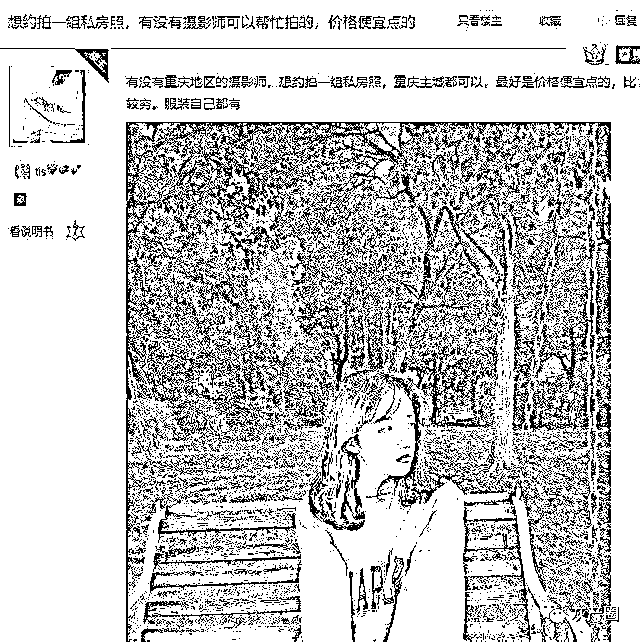 想约拍一组私房照，有没有摄影师可以帮忙拍的，价格便宜点的
只看楼主
收藏
回复
有没有重庆地区的摄影师。想约拍一组私房照，重庆主城都可以。最好是价格便宜点的，比
较穷。服装自己都有
看说明书